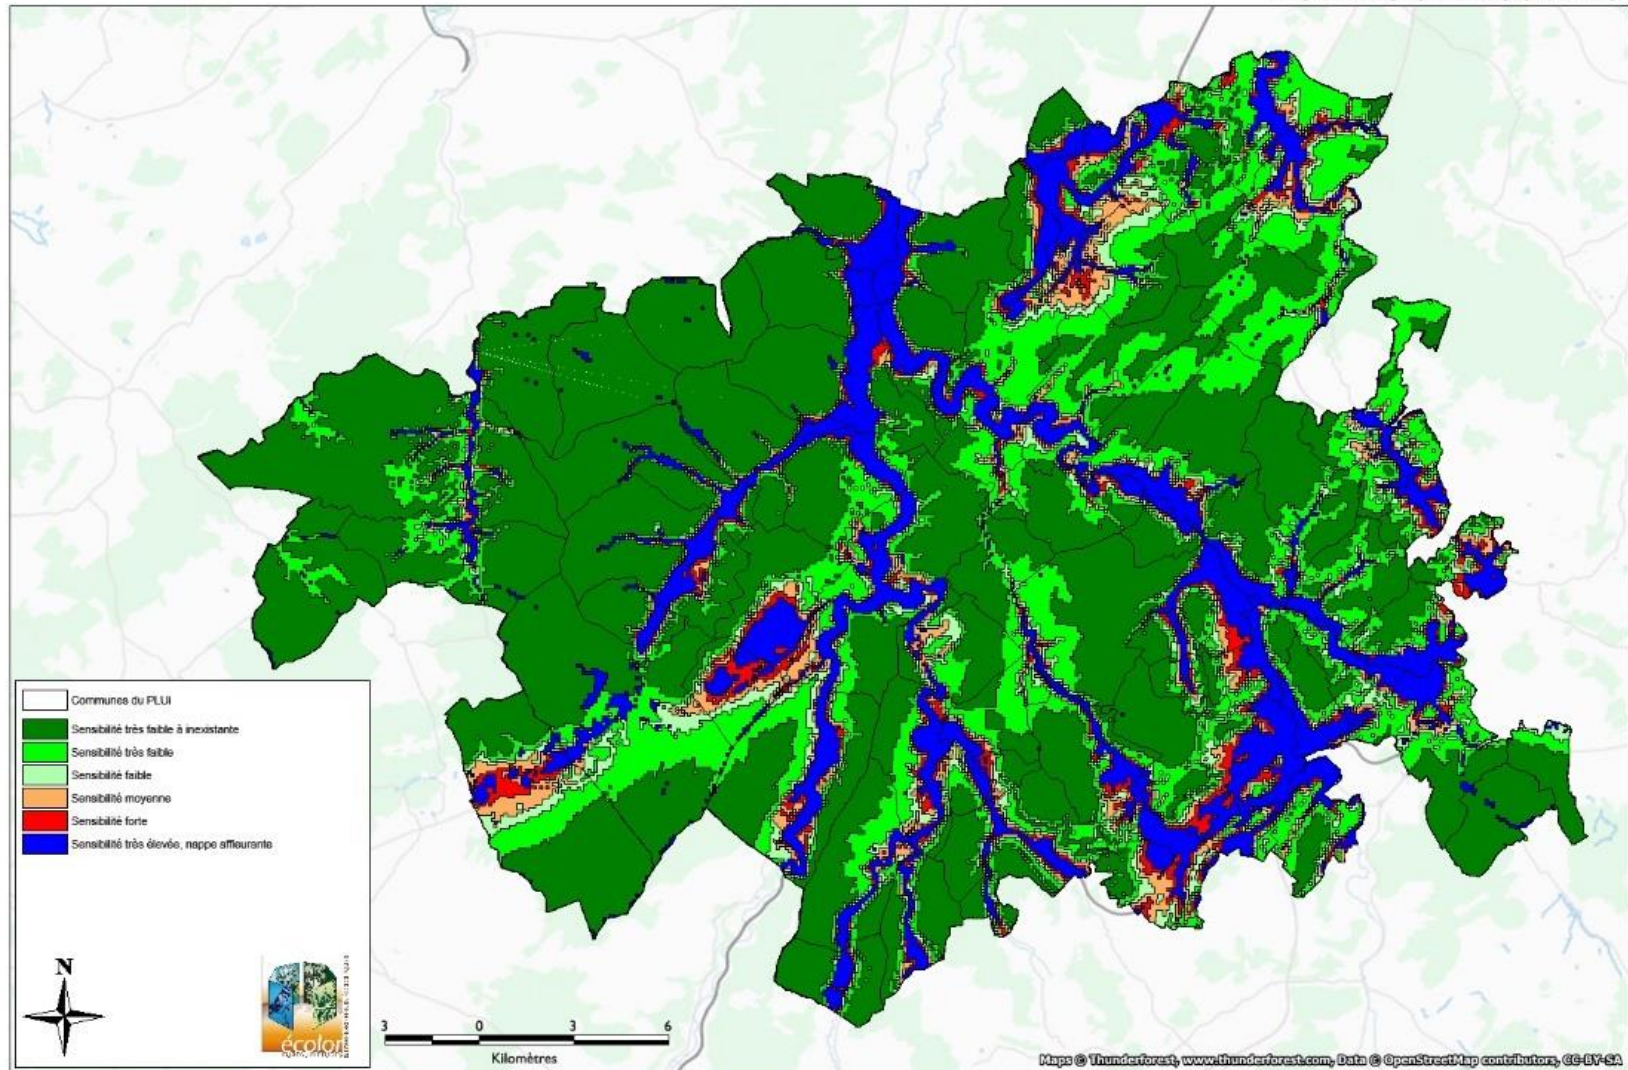 Communes du PLUi
Sensibilité très faible à inexistante
Sensibilité très faible
Sensibilité faible
Sensibilité moyenne
Sensibilité forte
Sensibilité très élevée, nappe affleurante
N
écolor
3 0 3 6
Kilomètres
Maps © Thunderforest, www.thunderforest.com, Data © OpenStreetMap contributors, CC-BY-SA